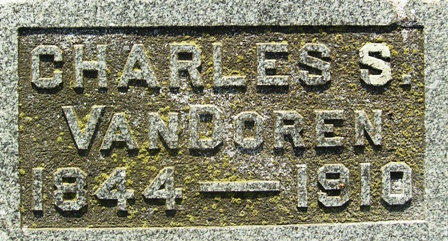 CHARLES S.
VANDOREN
1844 — 1910